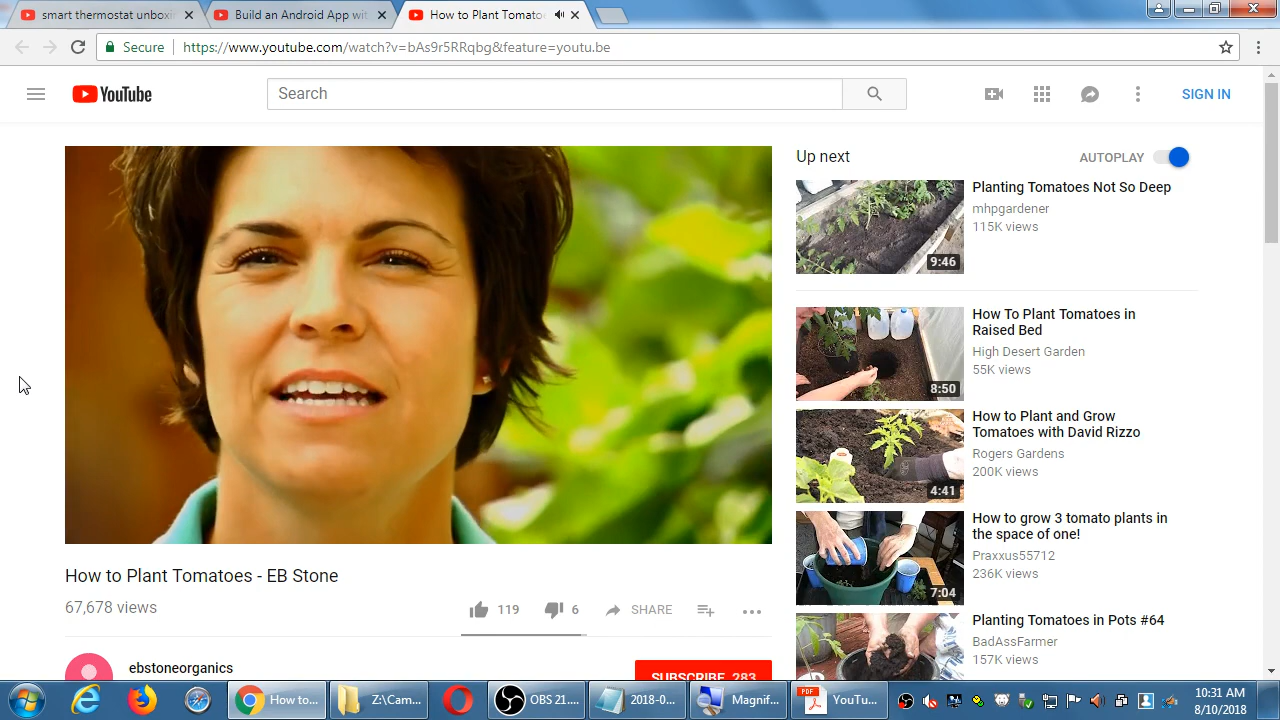 smart thermostat unboxi
Build an Android App wit
How to Plant Tomato
Secure
https://www.youtube.com/watch?v=bAs9r5RRqbg&feature=youtu.be
YouTube
Search
SIGN IN
Up next
AUTOPLAY
Planting Tomatoes Not So Deep
mhpgardener
115K views
9:46
How To Plant Tomatoes in
Raised Bed
High Desert Garden
55K views
8:50
How to Plant and Grow
Tomatoes with David Rizzo
Rogers Gardens
200K views
4:41
How to grow 3 tomato plants in
the space of one!
Praxxus55712
236K views
7:04
Planting Tomatoes in Pots #64
BadAssFarmer
157K views
How to Plant Tomatoes - EB Stone
67,678 views
119
6
SHARE
ebstoneorganics
SUBSCRIBE 283
How to...
Z:\Cam...
OBS 21....
2018-0...
Magnif...
PDF
YouTu...
10:31 AM
8/10/2018